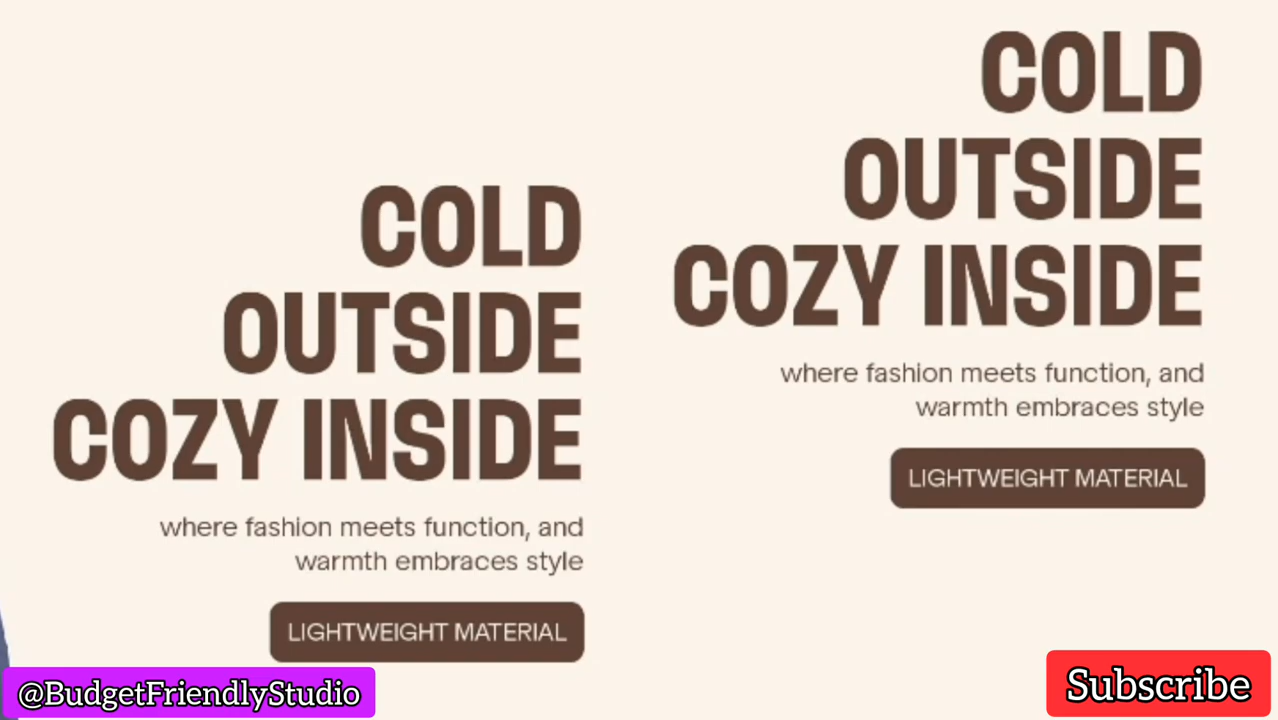 COLD
OUTSIDE
COZY INSIDE
where fashion meets function, and
warmth embraces style
LIGHTWEIGHT MATERIAL
COLD
OUTSIDE
COZY INSIDE
where fashion meets function, and
warmth embraces style
LIGHTWEIGHT MATERIAL
@BudgetFriendlyStudio
Subscribe